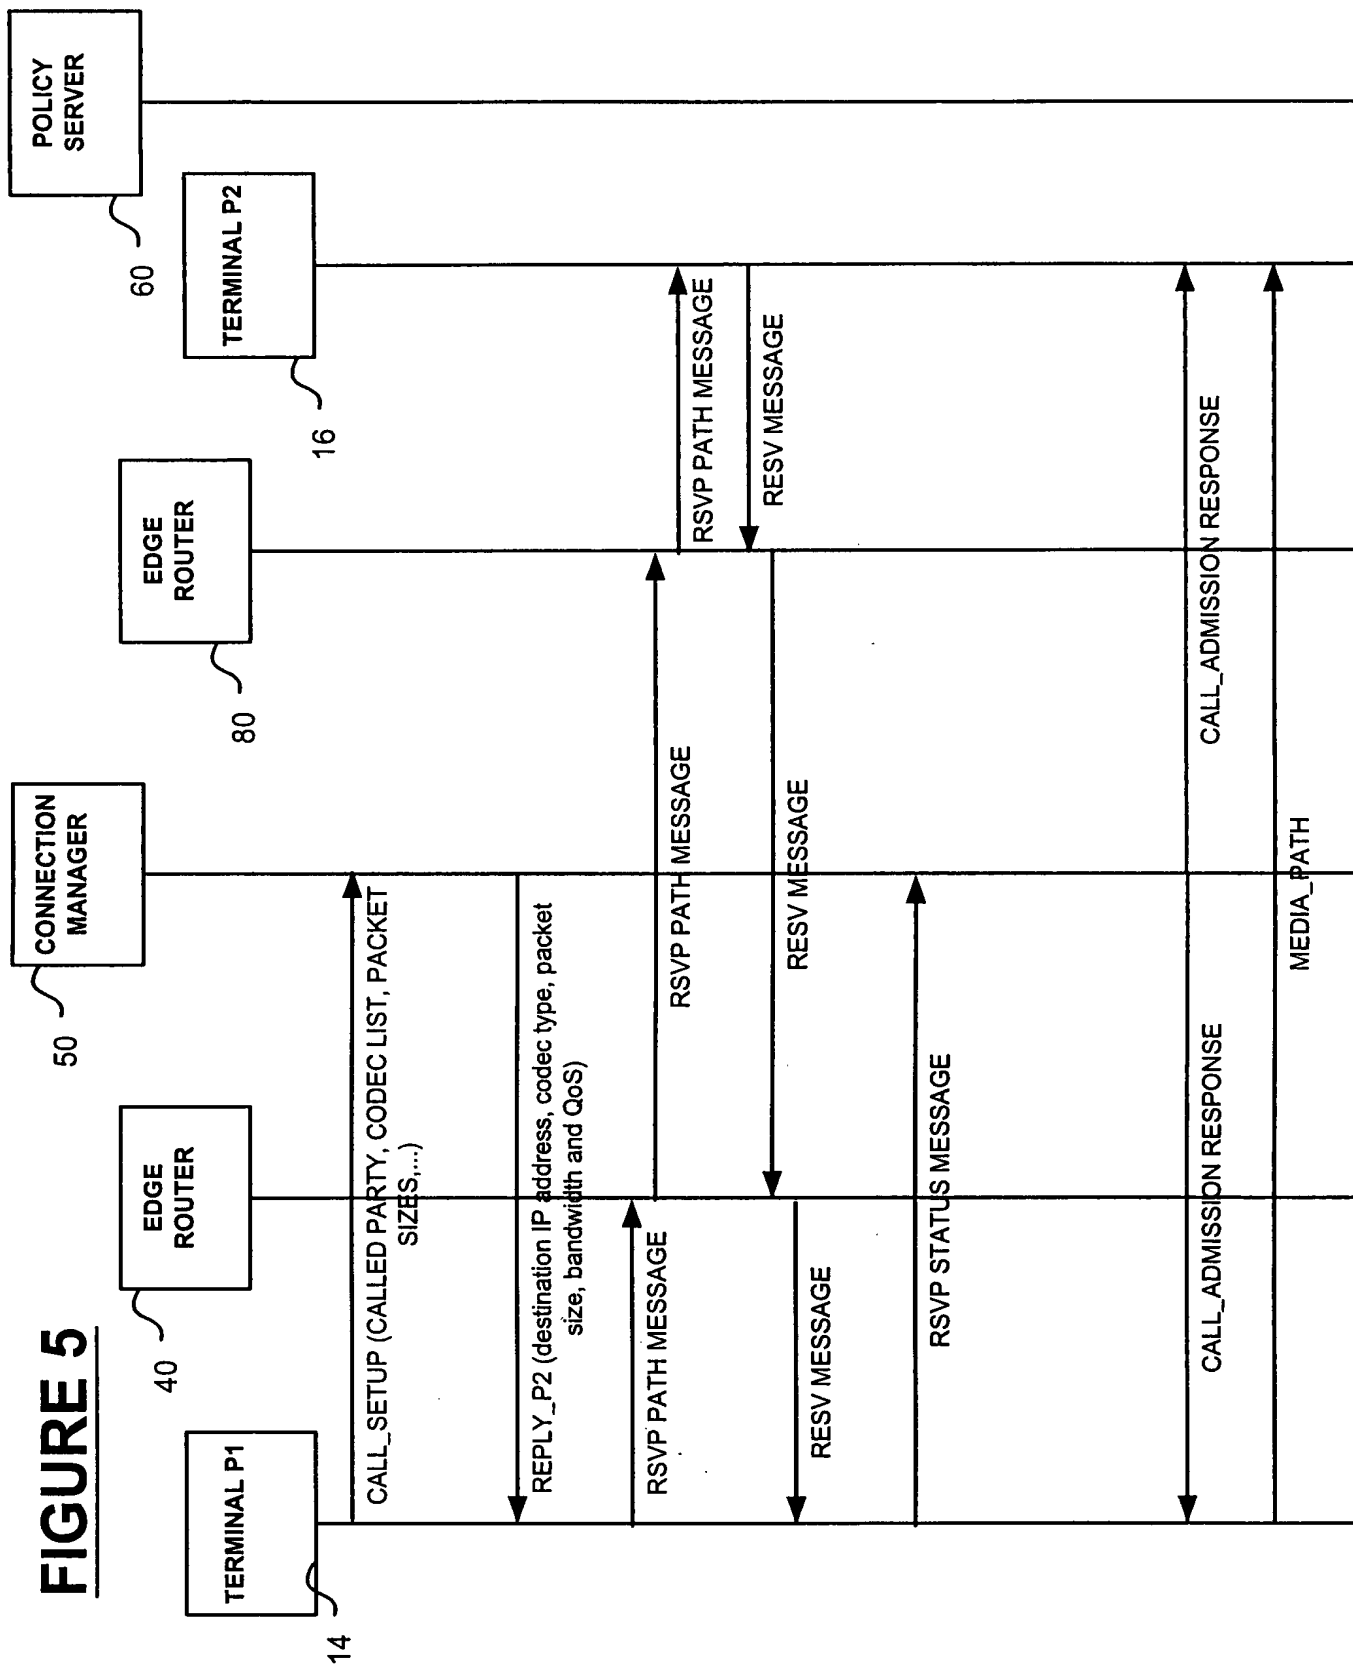 FIGURE 5
TERMINAL P1
14
EDGE
ROUTER
40
CONNECTION
MANAGER
50
EDGE
ROUTER
80
TERMINAL P2
16
POLICY
SERVER
60
CALL_SETUP (CALLED PARTY, CODEC LIST, PACKET
SIZES,...)
REPLY_P2 (destination IP address, codec type, packet
size, bandwidth and QoS)
RSVP PATH MESSAGE
RSVP PATH MESSAGE
RSVP PATH MESSAGE
RESV MESSAGE
RESV MESSAGE
RESV MESSAGE
RSVP STATUS MESSAGE
CALL_ADMISSION RESPONSE
CALL_ADMISSION RESPONSE
MEDIA_PATH